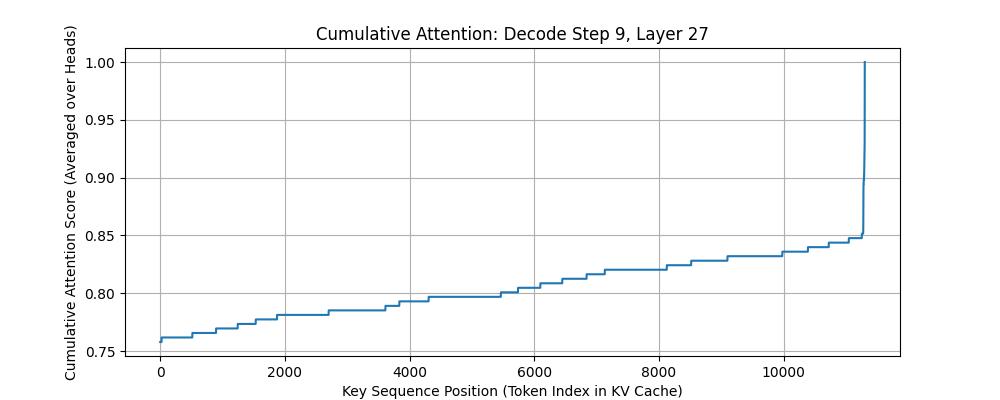 Cumulative Attention: Decode Step 9, Layer 27
Cumulative Attention Score (Averaged over Heads)
1.00
0.95
0.90
0.85
0.80
0.75
0 2000 4000 6000 8000 10000
Key Sequence Position (Token Index in KV Cache)